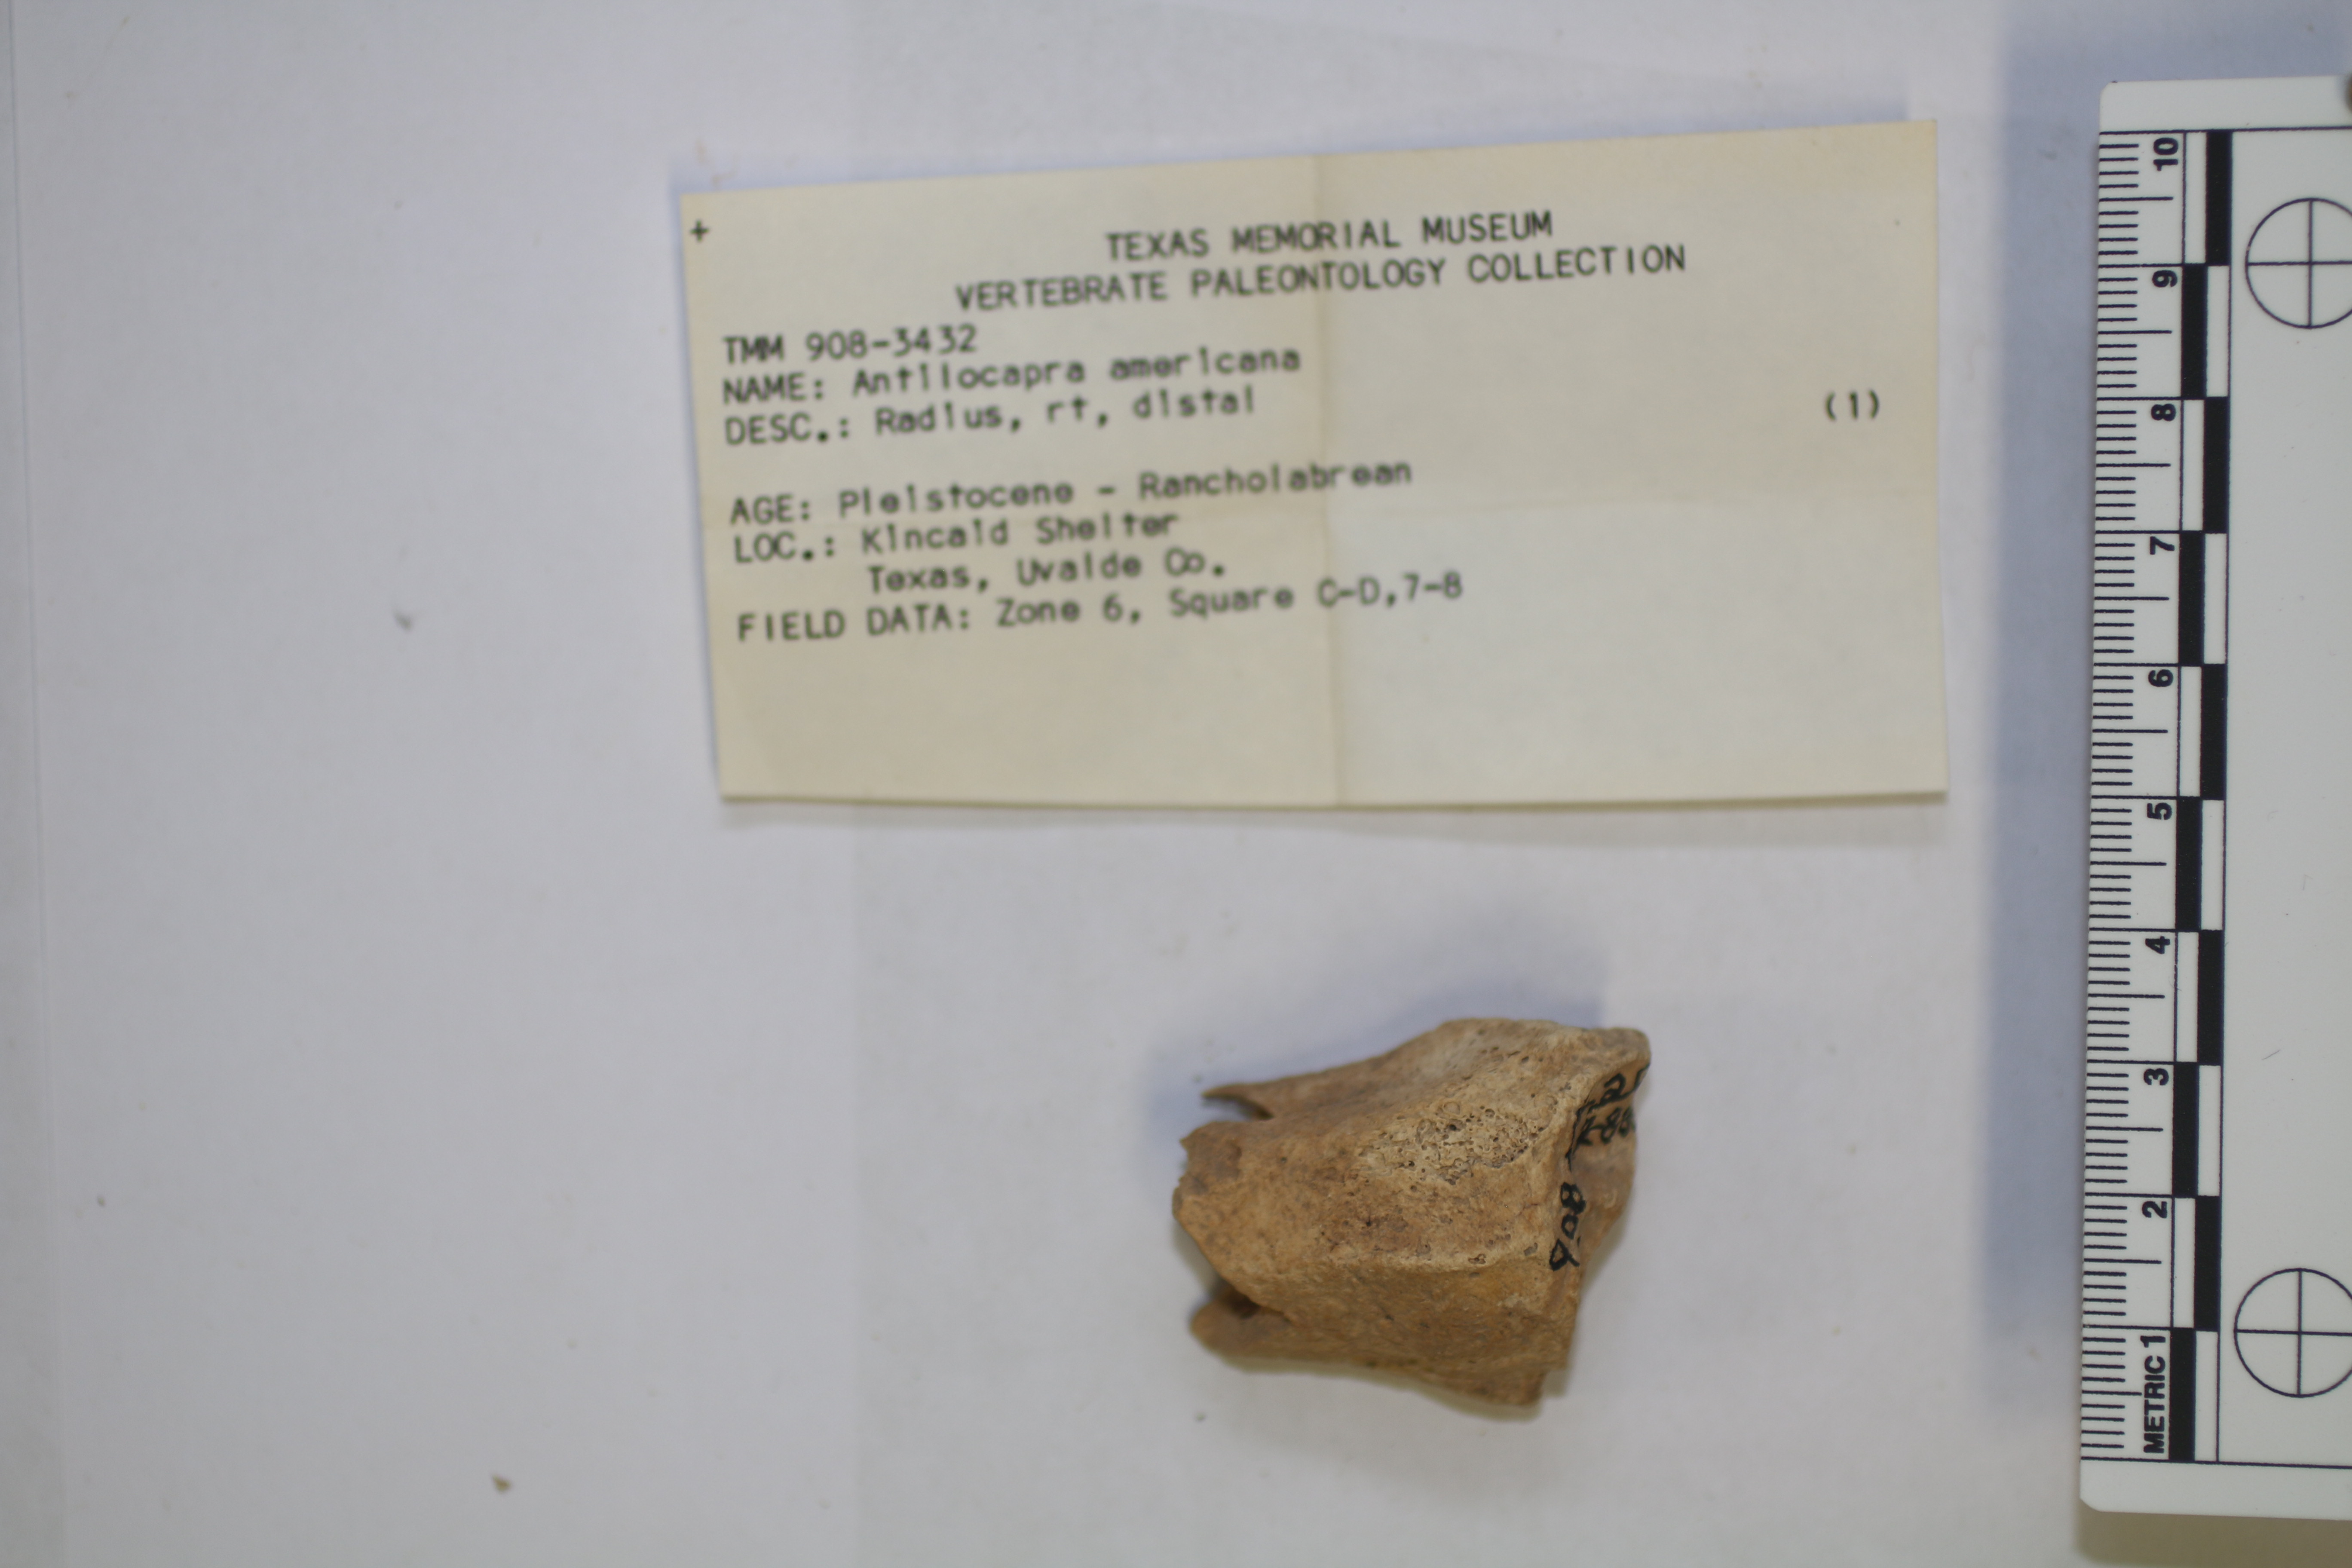 +
TEXAS MEMORIAL MUSEUM
VERTEBRATE PALEONTOLOGY COLLECTION
TMM 908-3432
NAME: Antilocapra americana
DESC.: Radius, rt, distal
(1)
AGE: Pleistocene - Rancholabrean
LOC.: Kincaid Shelter
Texas, Uvalde Co.
FIELD DATA: Zone 6, Square C-D,7-8
908
10
9
8
7
6
5
4
3
2
METRIC 1